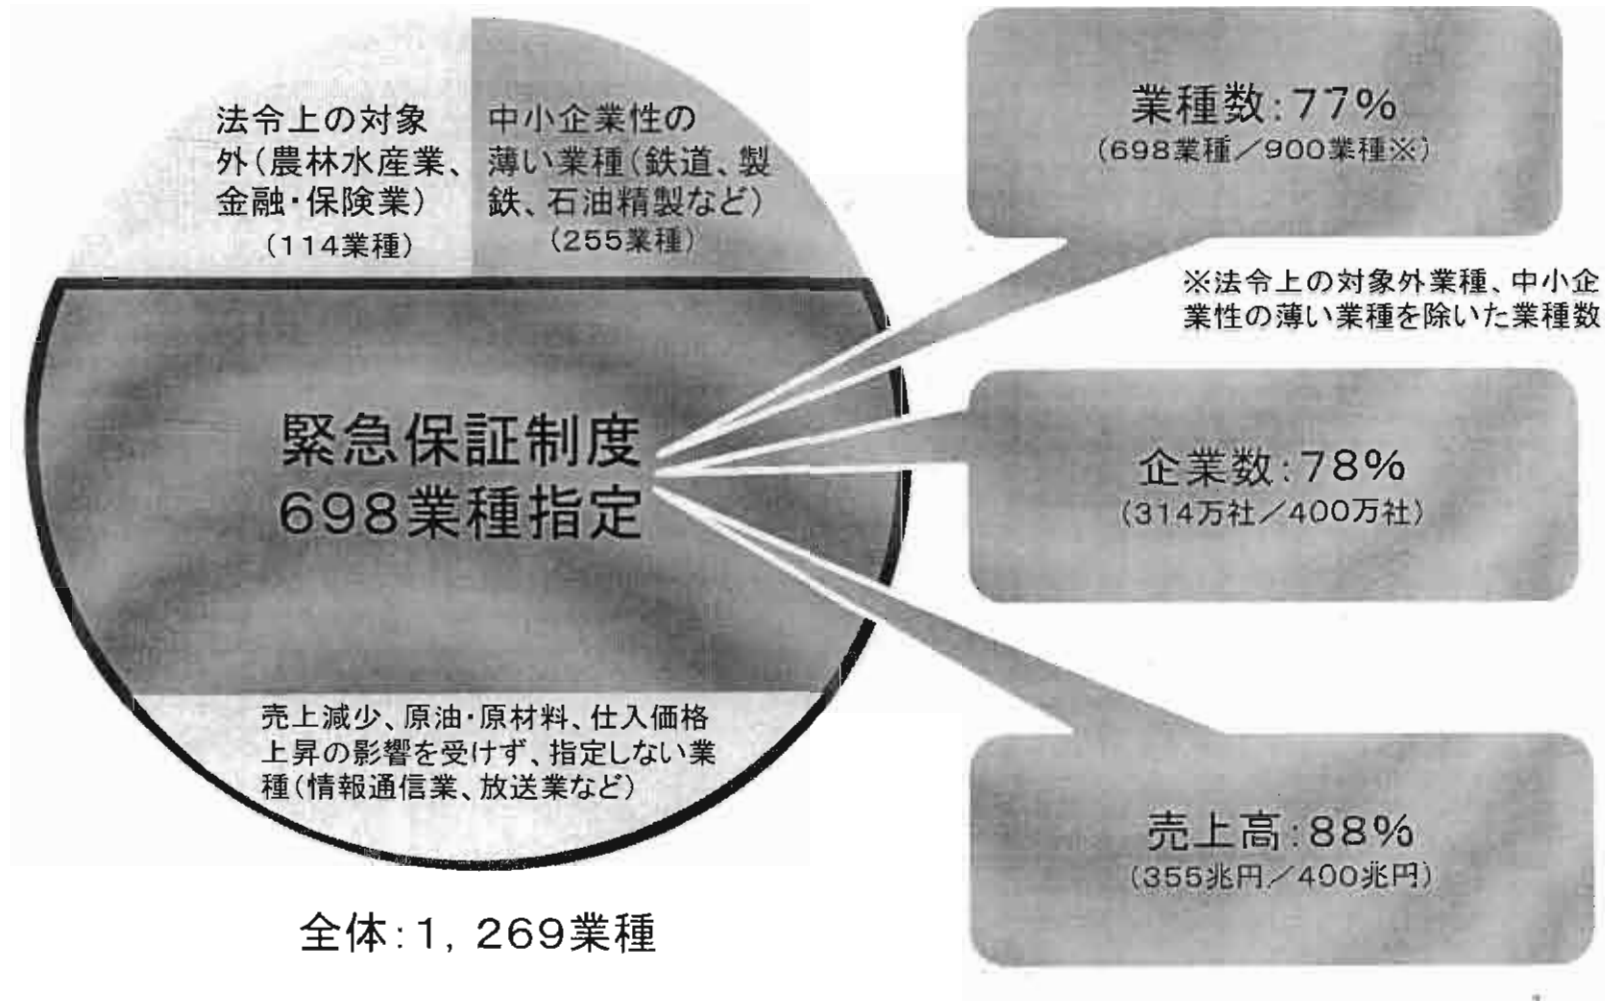 法令上の対象
外(農林水産業、
金融・保険業)
(114業種)
中小企業性の
薄い業種(鉄道、製
鉄、石油精製など)
(255業種)
緊急保証制度
698業種指定
売上減少、原油・原材料、仕入価格
上昇の影響を受けず、指定しない業
種(情報通信業、放送業など)
全体:1,269業種
業種数:77%
(698業種/900業種※)
※法令上の対象外業種、中小企
業性の薄い業種を除いた業種数
企業数:78%
(314万社/400万社)
売上高:88%
(355兆円/400兆円)